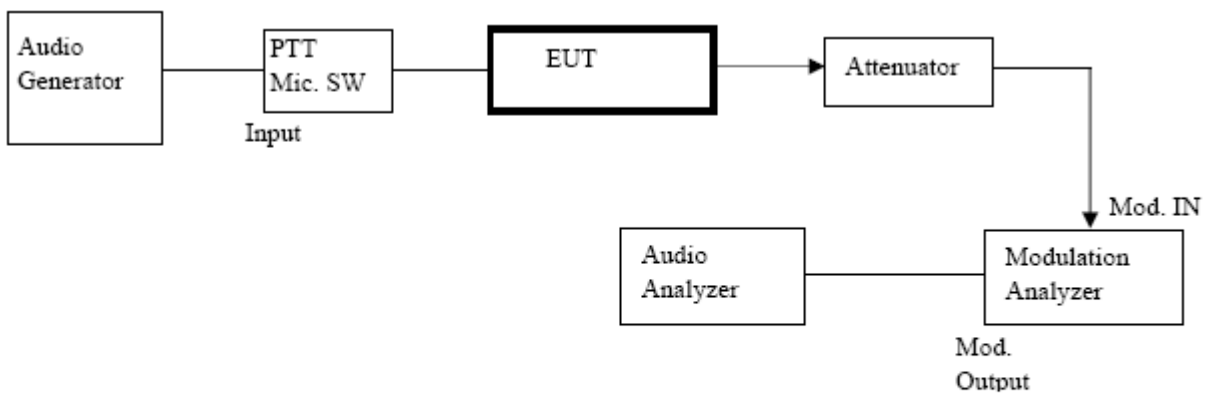 Audio
Generator
PTT
Mic. SW
Input
EUT
Attenuator
Mod. IN
Audio
Analyzer
Modulation
Analyzer
Mod.
Output